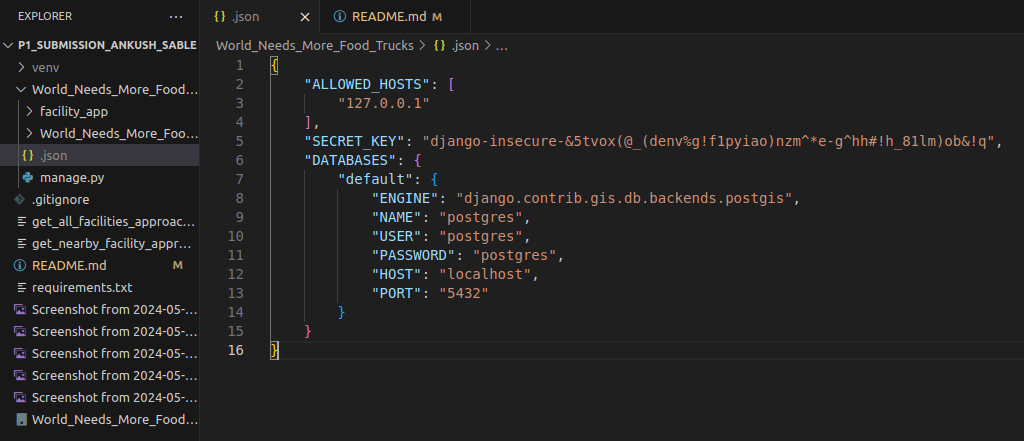 EXPLORER ...
P1_SUBMISSION_ANKUSH_SABLE
venv
World_Needs_More_Food...
facility_app
World_Needs_More_Foo...
{} .json
manage.py
.gitignore
get_all_facilities_approac...
get_nearby_facility_appr...
README.md M
requirements.txt
Screenshot from 2024-05-...
Screenshot from 2024-05-...
Screenshot from 2024-05-...
Screenshot from 2024-05-...
Screenshot from 2024-05-...
World_Needs_More_Food...
{} .json × README.md M
World_Needs_More_Food_Trucks > {} .json > ...
1 {
2 "ALLOWED_HOSTS": [
3 "127.0.0.1"
4 ],
5 "SECRET_KEY": "django-insecure-&5tvox(@_(denv%g!f1pyiao)nzm^*e-g^hh#!h_81lm)ob&!q",
6 "DATABASES": {
7 "default": {
8 "ENGINE": "django.contrib.gis.db.backends.postgis",
9 "NAME": "postgres",
10 "USER": "postgres",
11 "PASSWORD": "postgres",
12 "HOST": "localhost",
13 "PORT": "5432"
14 }
15 }
16 }